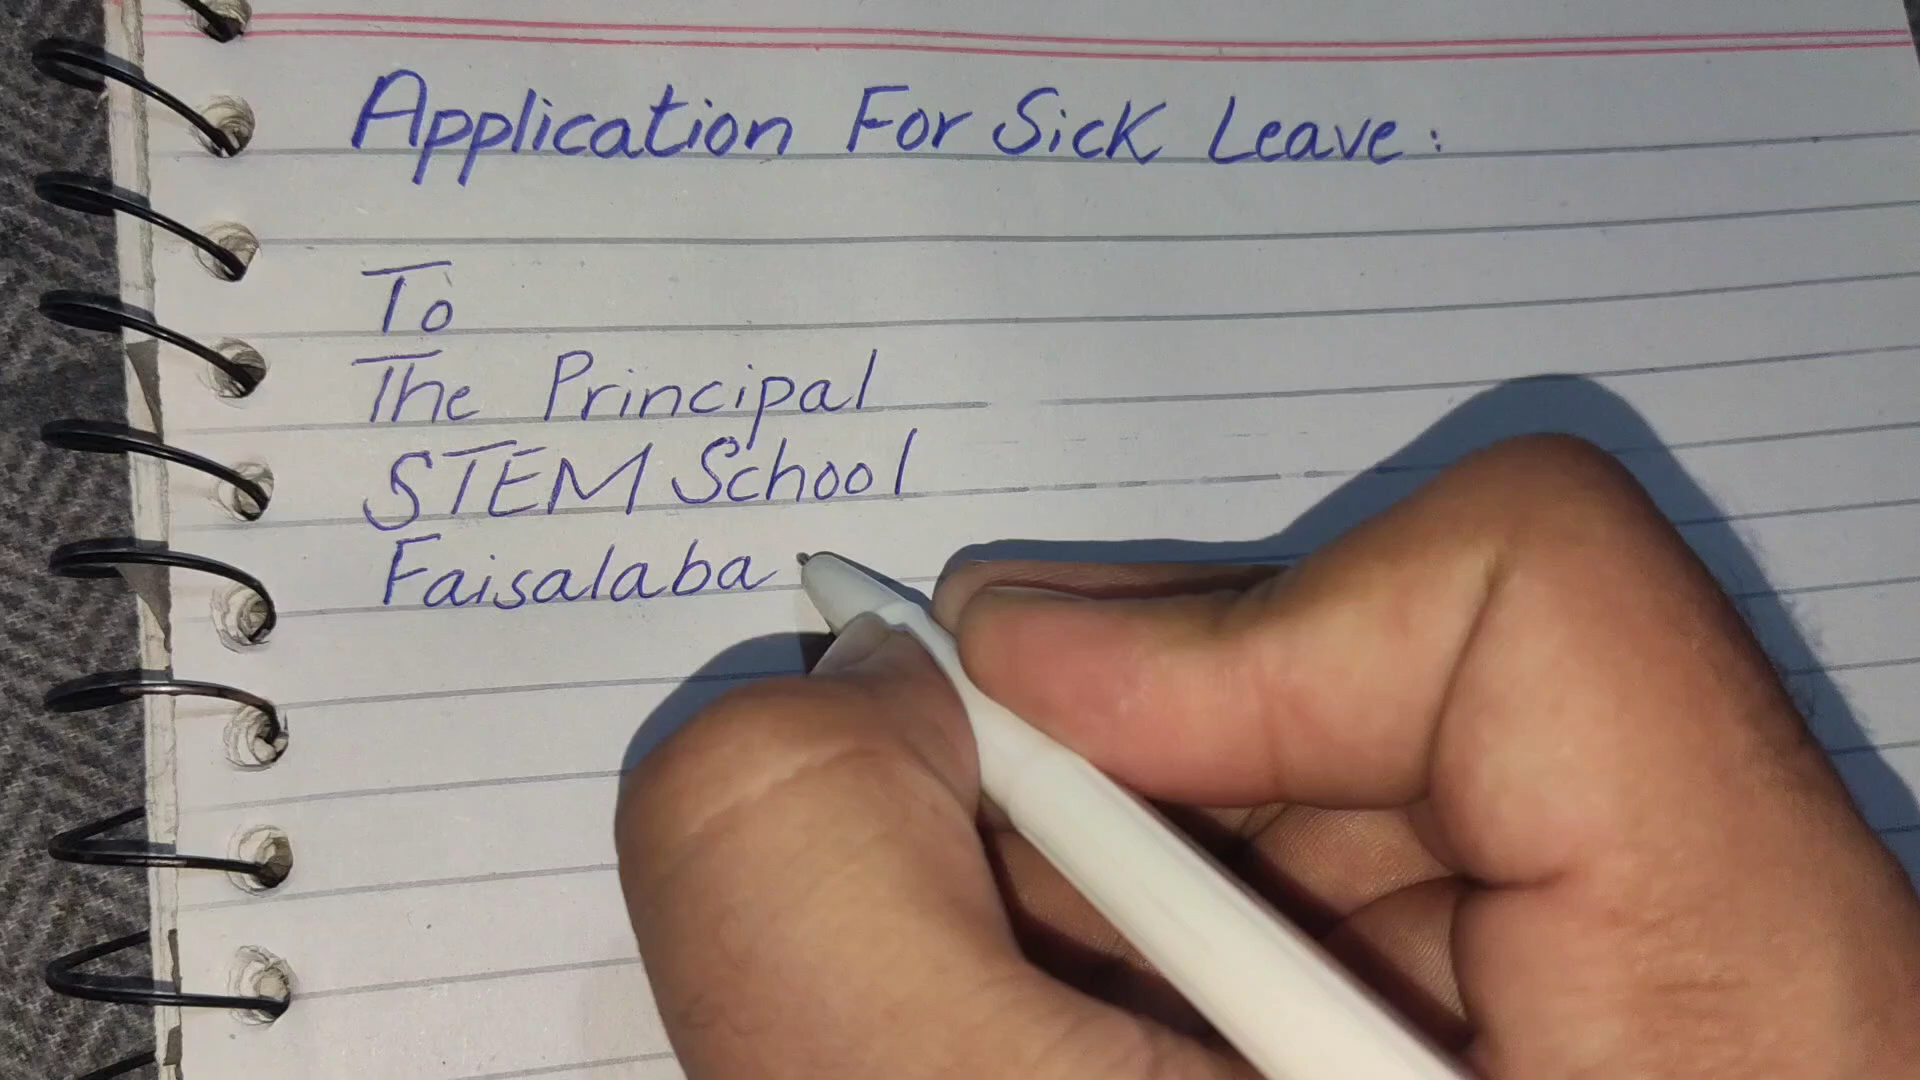 Application For Sick Leave:
To
The Principal
STEM School
Faisalaba